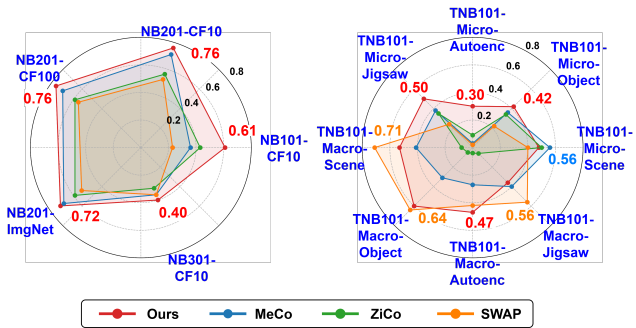 NB201-CF10
NB201-
CF100
0.76
0.76
0.8
0.6
0.4
0.2
0.61
NB101-
CF10
NB201-
ImgNet
0.72
0.40
NB301-
CF10
TNB101-
Micro-
Autoenc
TNB101-
Micro-
Jigsaw
0.8
TNB101-
Micro-
Object
0.6
0.50
0.30
0.4
0.42
0.2
TNB101-
Macro-
Scene
0.71
TNB101-
Micro-
Scene
0.56
TNB101-
Macro-
Object
0.64
0.47
0.56
TNB101-
Macro-
Jigsaw
TNB101-
Macro-
Autoenc
Ours MeCo ZiCo SWAP